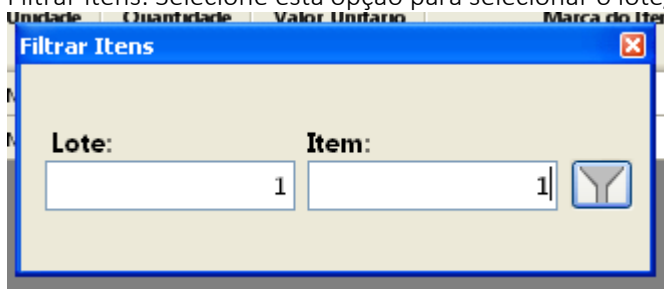 Filtrar Itens: Selecione esta opção para selecionar o lote,
Unidade Quantidade Valor Unitário Marca do Ite
Filtrar Itens
Lote: Item:
1 1